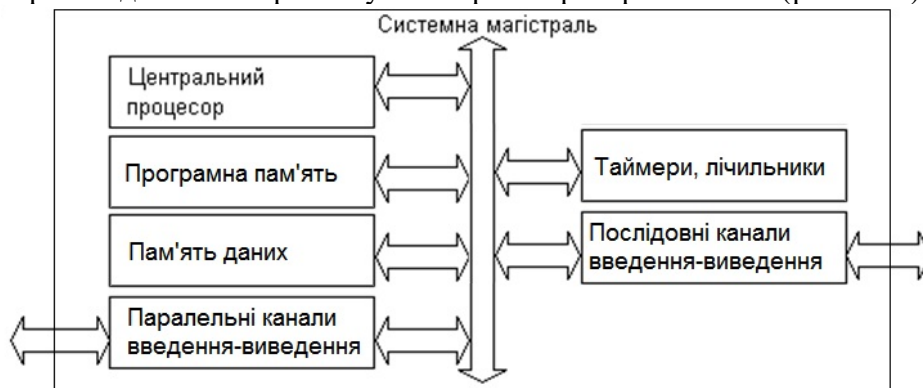 Системна магістраль
Центральний
процесор
Програмна пам'ять
Пам'ять даних
Паралельні канали
введення-виведення
Таймери, лічильники
Послідовні канали
введення-виведення